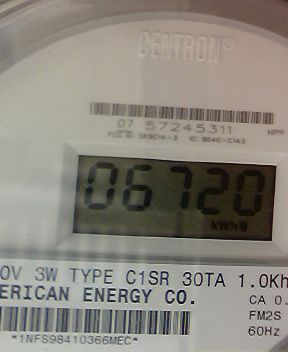 CENTRON®
07 57245311 HPP
06720
kWh
0V 3W TYPE C1SR 30TA 1.0Kh
ERICAN ENERGY CO.
CA 0.
FM2S
60Hz
*1NFS98410366MEC*